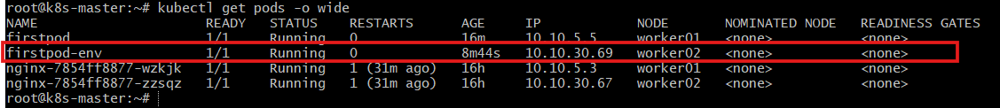 root@k8s-master:~# kubectl get pods -o wide
NAME READY STATUS RESTARTS AGE IP NODE NOMINATED NODE READINESS GATES
firstpod 1/1 Running 0 16m 10.10.5.5 worker01 <none> <none>
firstpod-env 1/1 Running 0 8m44s 10.10.30.69 worker02 <none> <none>
nginx-7854ff8877-wzkjk 1/1 Running 1 (31m ago) 16h 10.10.5.3 worker01 <none> <none>
nginx-7854ff8877-zzsqz 1/1 Running 1 (31m ago) 16h 10.10.30.67 worker02 <none> <none>
root@k8s-master:~#